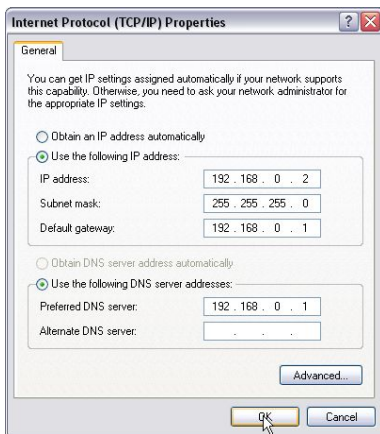 Internet Protocol (TCP/IP) Properties
General
You can get IP settings assigned automatically if your network supports
this capability. Otherwise, you need to ask your network administrator for
the appropriate IP settings.
Obtain an IP address automatically
Use the following IP address:
IP address: 192 . 168 . 0 . 2
Subnet mask: 255 . 255 . 255 . 0
Default gateway: 192 . 168 . 0 . 1
Obtain DNS server address automatically
Use the following DNS server addresses:
Preferred DNS server: 192 . 168 . 0 . 1
Alternate DNS server: . . .
Advanced...
OK Cancel